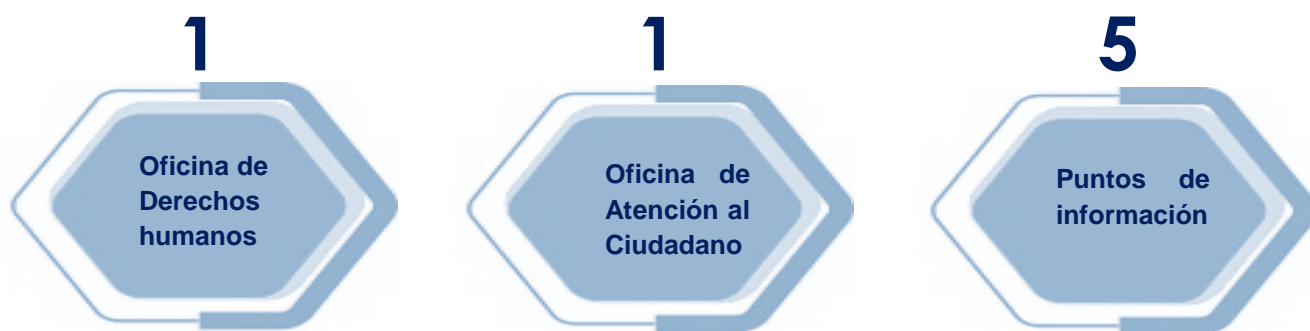 1
Oficina de
Derechos
humanos
1
Oficina de
Atención al
Ciudadano
5
Puntos de
información